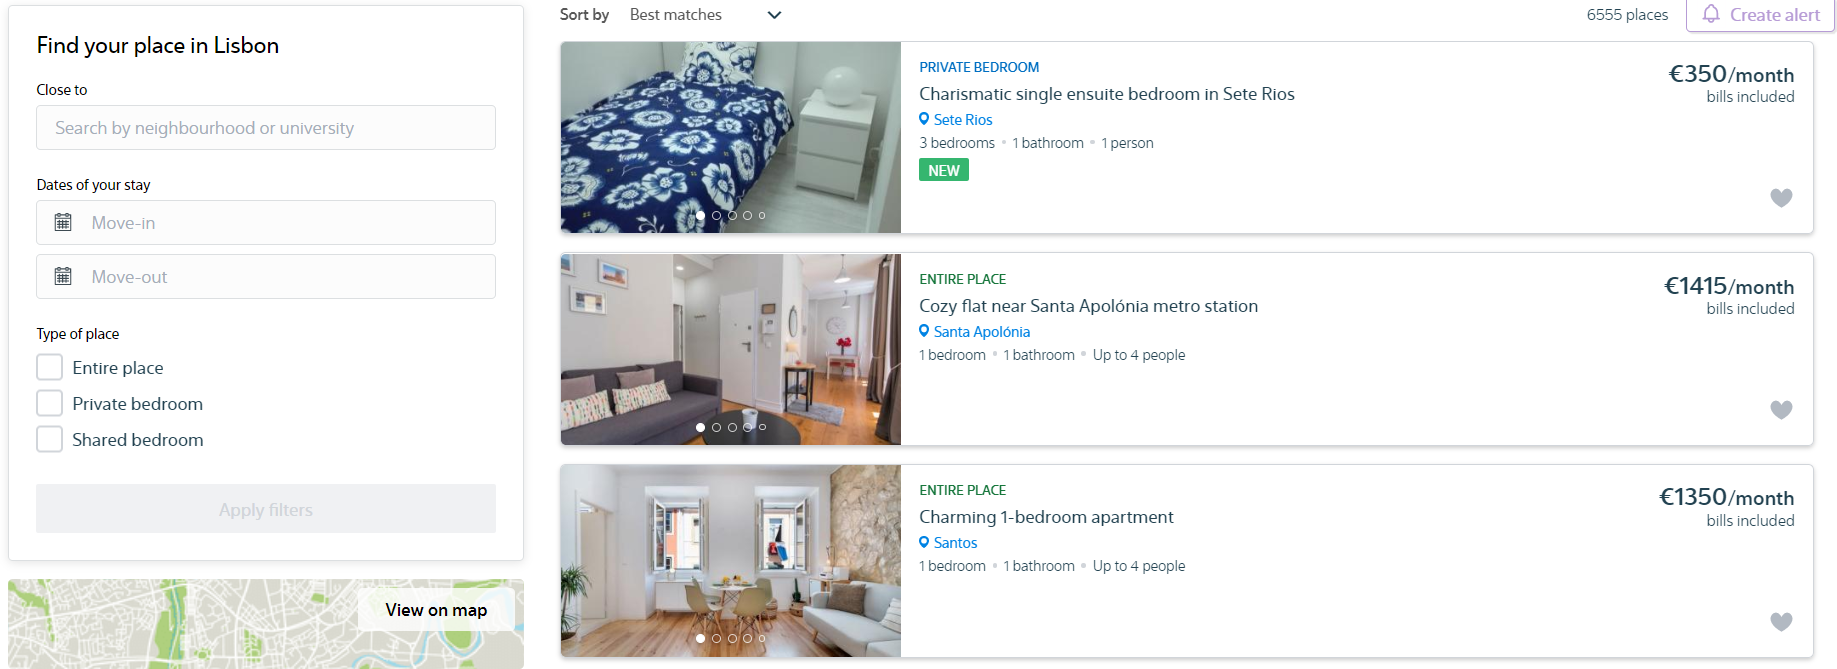 Find your place in Lisbon
Close to
Search by neighbourhood or university
Dates of your stay
Move-in
Move-out
Type of place
Entire place
Private bedroom
Shared bedroom
Apply filters
View on map
Sort by Best matches
6555 places
Create alert
PRIVATE BEDROOM
Charismatic single ensuite bedroom in Sete Rios
Sete Rios
3 bedrooms • 1 bathroom • 1 person
NEW
€350/month
bills included
ENTIRE PLACE
Cozy flat near Santa Apolónia metro station
Santa Apolónia
1 bedroom • 1 bathroom • Up to 4 people
€1415/month
bills included
ENTIRE PLACE
Charming 1-bedroom apartment
Santos
1 bedroom • 1 bathroom • Up to 4 people
€1350/month
bills included